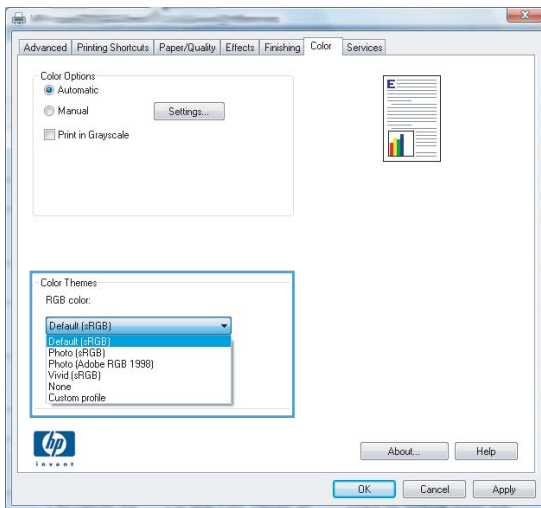 Advanced Printing Shortcuts Paper/Quality Effects Finishing Color Services
Color Options
Automatic
Manual Settings...
Print in Grayscale
E
Color Themes
RGB color:
Default (sRGB)
Default (sRGB)
Photo (sRGB)
Photo (Adobe RGB 1998)
Vivid (sRGB)
None
Custom profile
hp
invent
About... Help
OK Cancel Apply